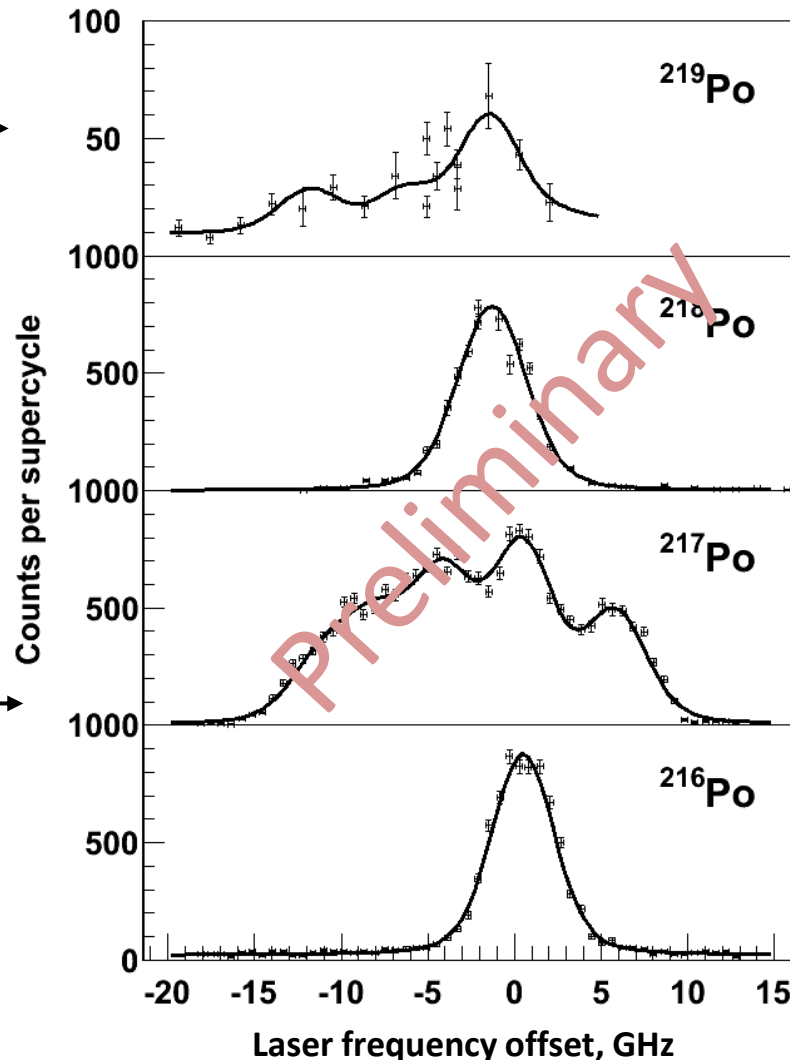 100
²¹⁹Po
50
1000
²¹⁸Po
500
1000
²¹⁷Po
500
1000
²¹⁶Po
500
0
-20 -15 -10 -5 0 5 10 15
Laser frequency offset, GHz
Counts per supercycle
Preliminary